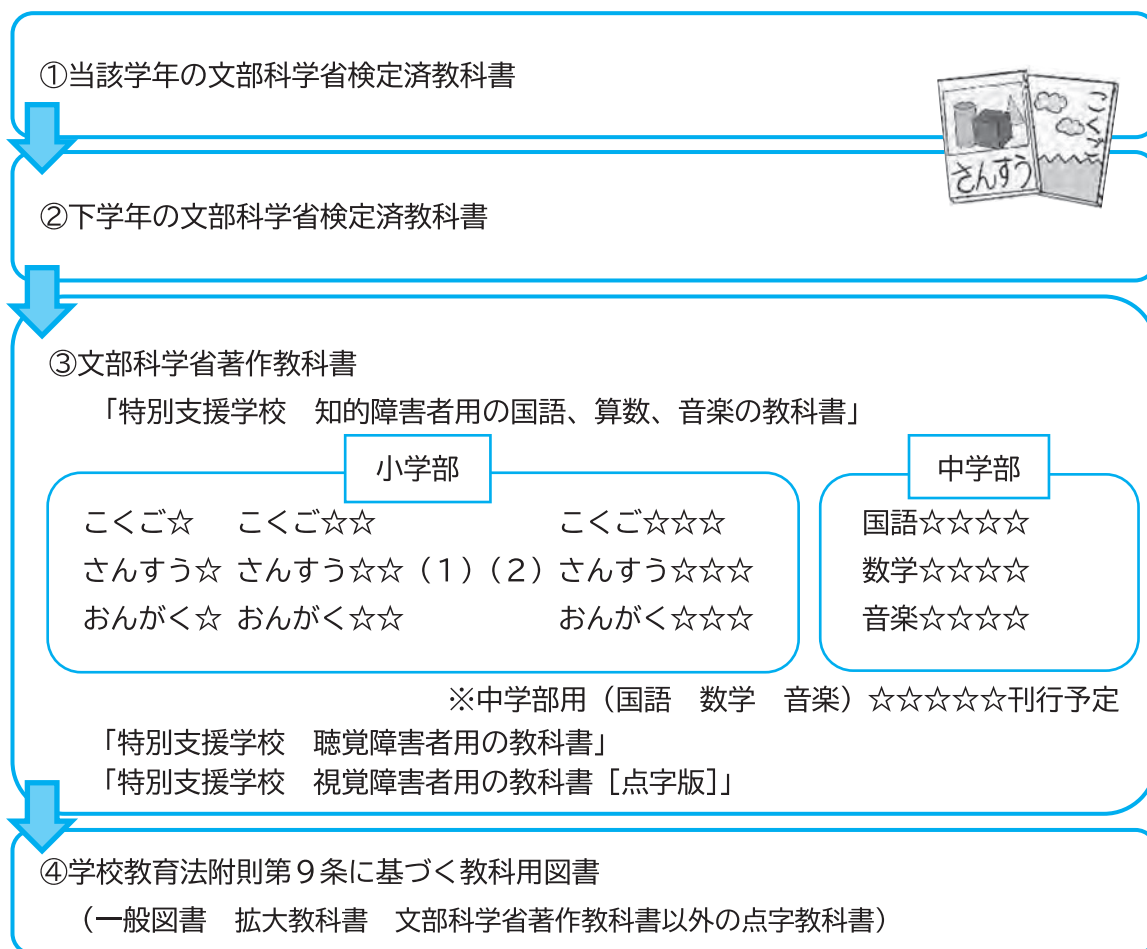 ①当該学年の文部科学省検定済教科書
さんすう
こくご
②下学年の文部科学省検定済教科書
③文部科学省著作教科書
「特別支援学校　知的障害者用の国語、算数、音楽の教科書」
小学部
こくご☆　こくご☆☆　こくご☆☆☆
さんすう☆　さんすう☆☆（1）（2）さんすう☆☆☆
おんがく☆　おんがく☆☆　おんがく☆☆☆
中学部
国語☆☆☆☆
数学☆☆☆☆
音楽☆☆☆☆
※中学部用（国語　数学　音楽）☆☆☆☆☆刊行予定
「特別支援学校　聴覚障害者用の教科書」
「特別支援学校　視覚障害者用の教科書［点字版］」
④学校教育法附則第９条に基づく教科用図書
（一般図書　拡大教科書　文部科学省著作教科書以外の点字教科書）